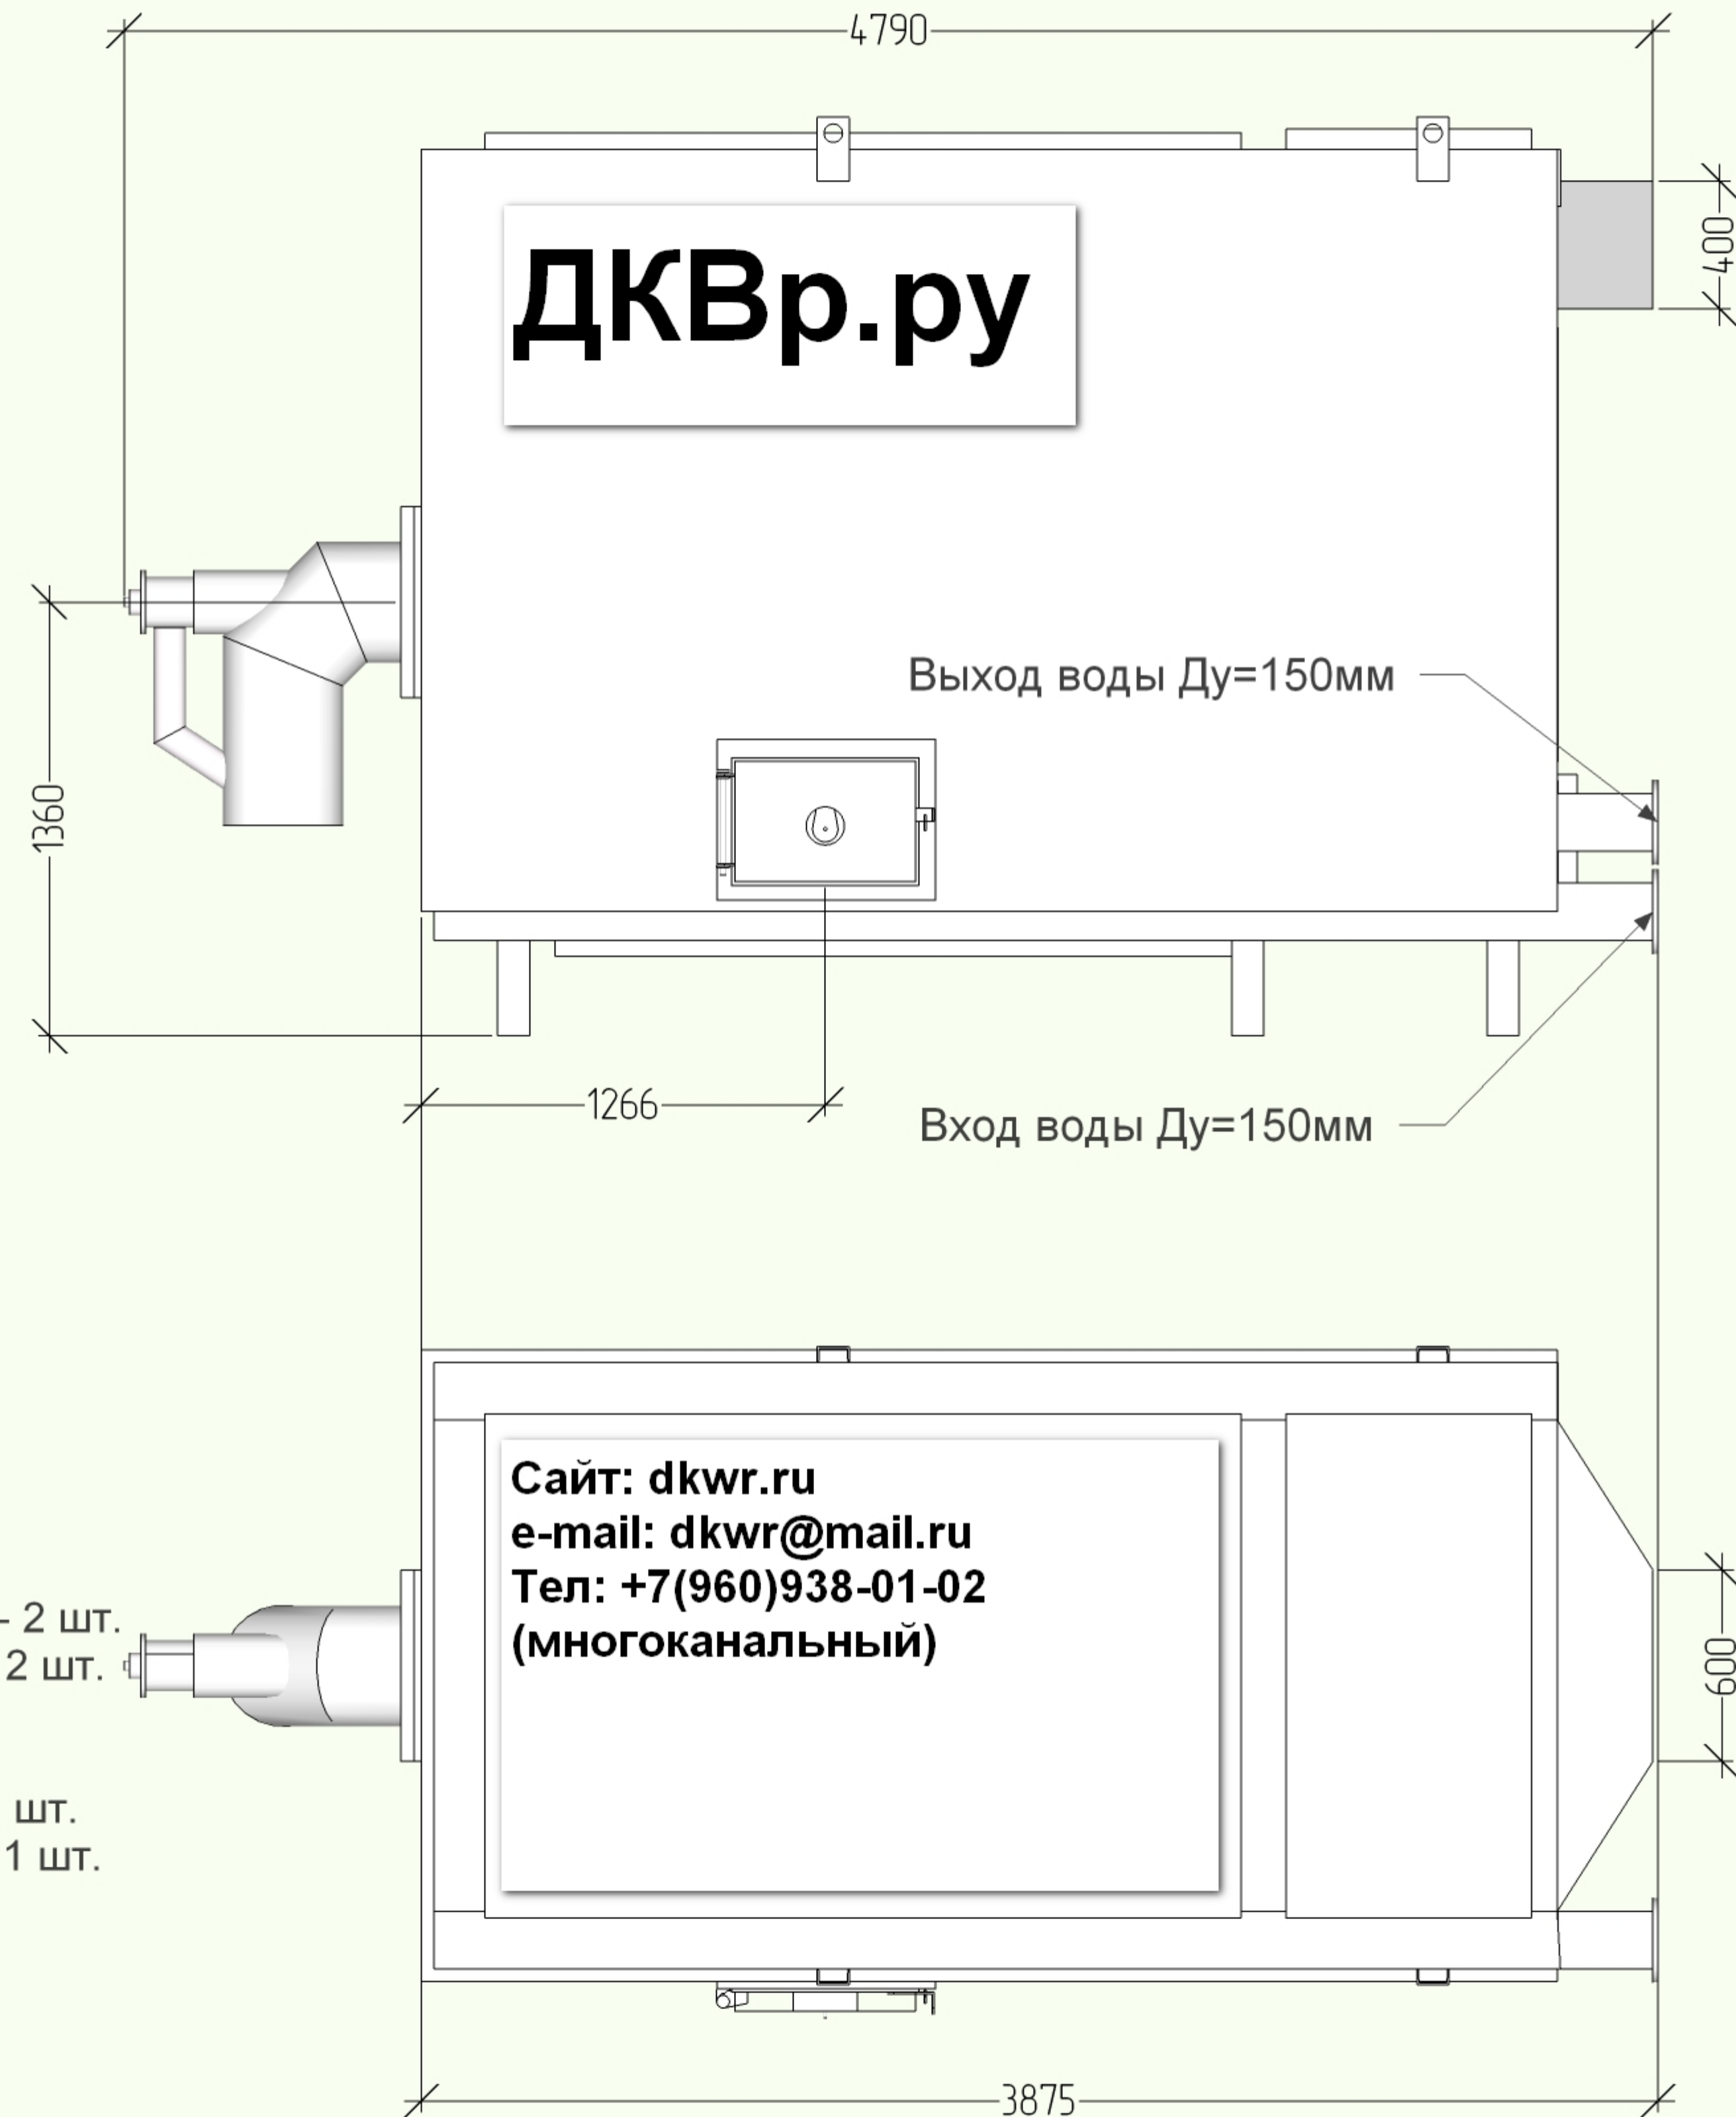 4790
400
ДКВр.ру
Выход воды Ду=150мм
1360
1266
Вход воды Ду=150мм
Сайт: dkwr.ru
e-mail: dkwr@mail.ru
Тел: +7(960)938-01-02
(многоканальный)
- 2 шт.
2 шт.
600
шт.
1 шт.
3875